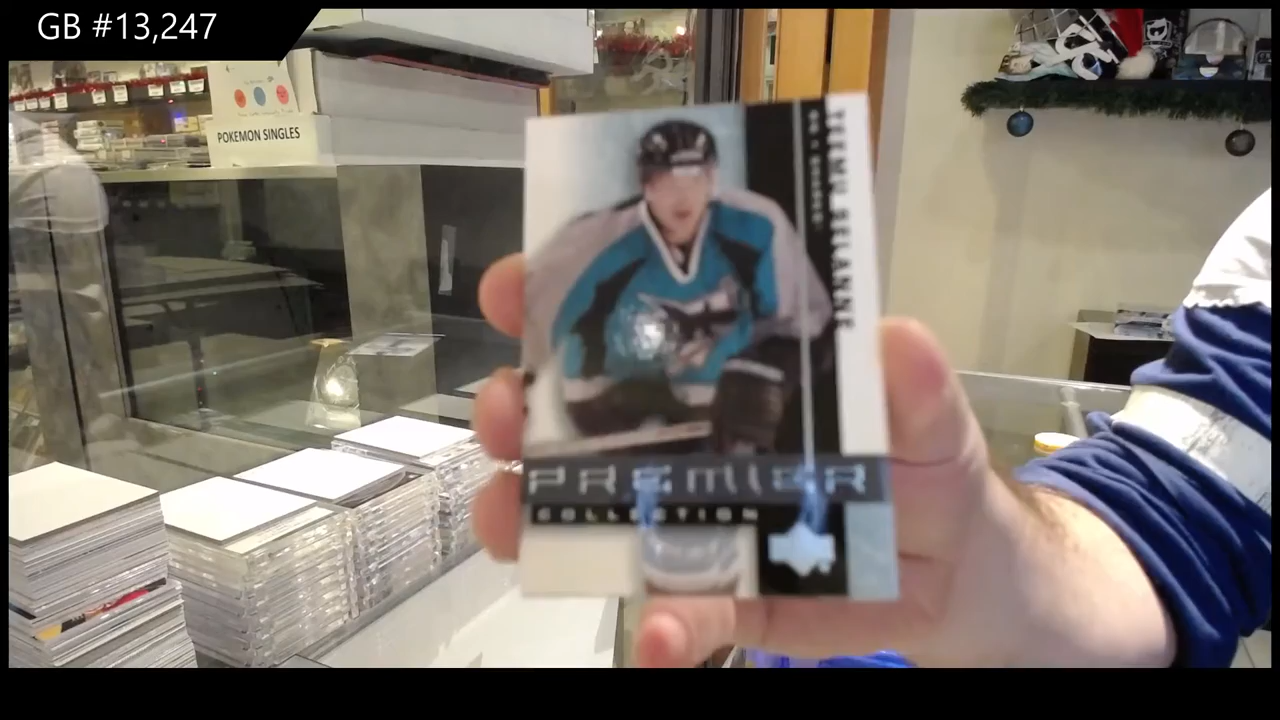 GB #13,247
POKEMON SINGLES
TEEMU SELANNE
PREMIER
COLLECTION